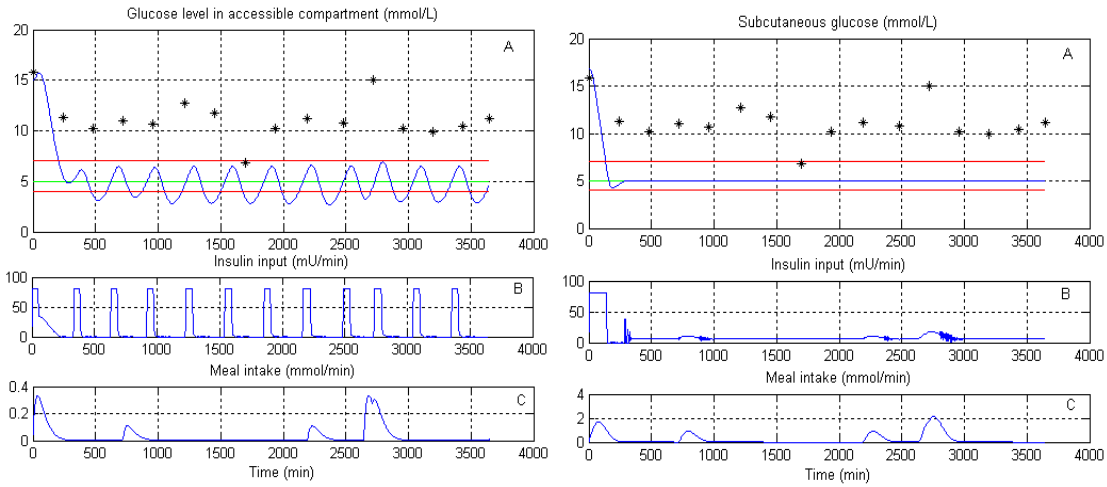 Glucose level in accessible compartment (mmol/L)
20
15
10
5
0
A
0 500 1000 1500 2000 2500 3000 3500 4000
Insulin input (mU/min)
100
50
0
B
0 500 1000 1500 2000 2500 3000 3500 4000
Meal intake (mmol/min)
0.4
0.2
0
C
0 500 1000 1500 2000 2500 3000 3500 4000
Time (min)
Subcutaneous glucose (mmol/L)
20
15
10
5
0
A
0 500 1000 1500 2000 2500 3000 3500 4000
Insulin input (mU/min)
100
50
0
B
0 500 1000 1500 2000 2500 3000 3500 4000
Meal intake (mmol/min)
4
2
0
C
0 500 1000 1500 2000 2500 3000 3500 4000
Time (min)